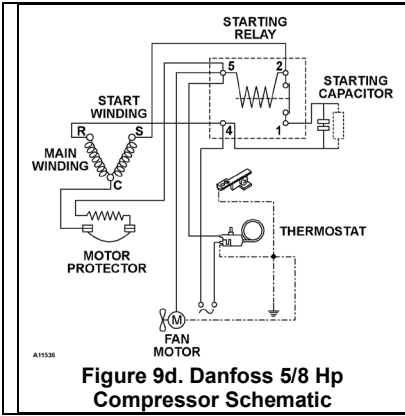 STARTING
RELAY
5 2
STARTING
CAPACITOR
START
WINDING
R S
4 1
MAIN
WINDING
C
THERMOSTAT
MOTOR
PROTECTOR
M
FAN
MOTOR
A11536
Figure 9d. Danfoss 5/8 Hp
Compressor Schematic